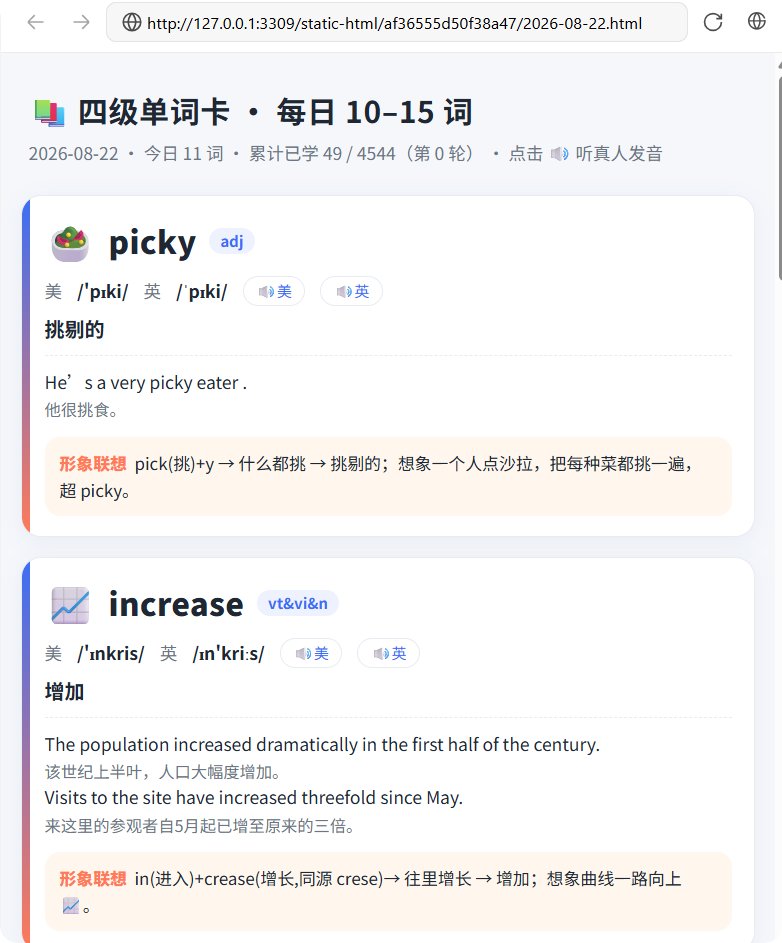 http://127.0.0.1:3309/static-html/af36555d50f38a47/2026-08-22.html
四级单词卡 · 每日 10–15 词
2026-08-22 · 今日 11 词 · 累计已学 49 / 4544（第 0 轮） · 点击 🔊 听真人发音
picky adj
美 /'pɪki/ 英 /ˈpɪki/ 🔊美 🔊英
挑剔的
He’s a very picky eater .
他很挑食。
形象联想 pick(挑)+y → 什么都挑 → 挑剔的；想象一个人点沙拉，把每种菜都挑一遍，
超 picky。
increase vt&vi&n
美 /'ɪnkris/ 英 /ɪn'kriːs/ 🔊美 🔊英
增加
The population increased dramatically in the first half of the century.
该世纪上半叶，人口大幅度增加。
Visits to the site have increased threefold since May.
来这里的参观者自5月起已增至原来的三倍。
形象联想 in(进入)+crease(增长,同源 crese)→ 往里增长 → 增加；想象曲线一路向上
📈。